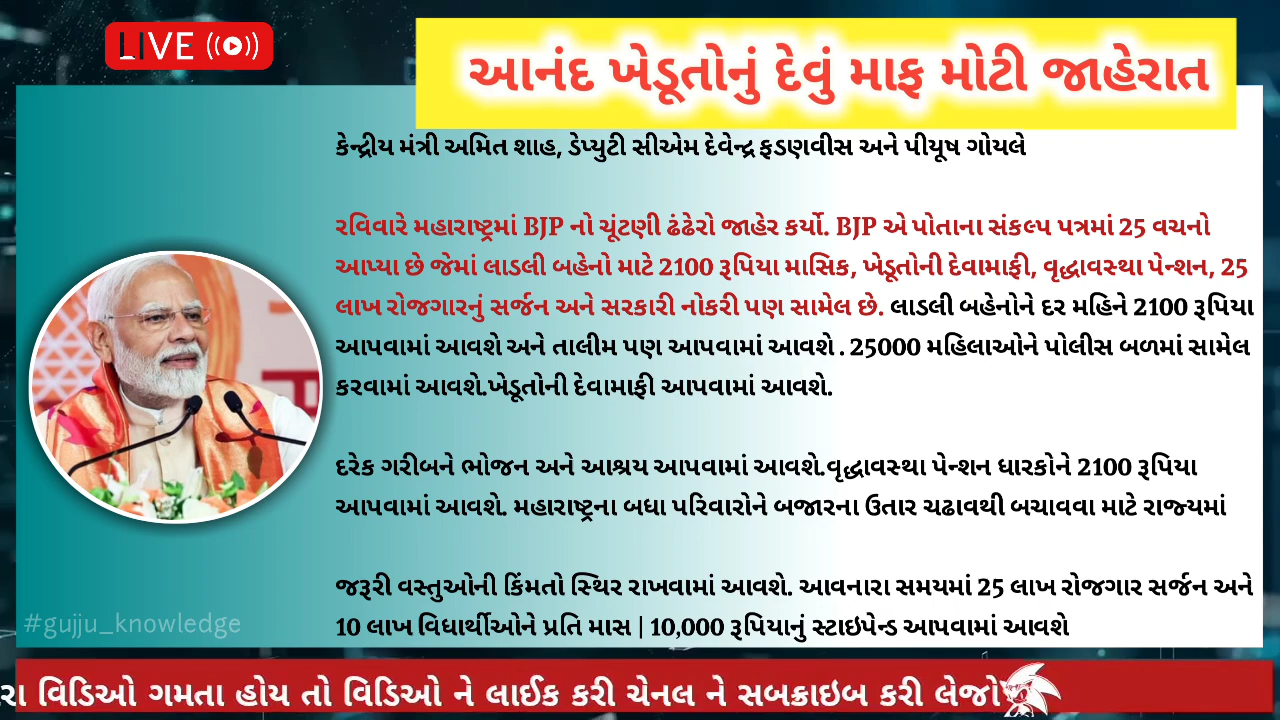 LIVE
આનંદ ખેડૂતોનું દેવું માફ મોટી જાહેરાત
કેન્દ્રીય મંત્રી અમિત શાહ, ડેપ્યુટી સીએમ દેવેન્દ્ર ફડણવીસ અને પીયૂષ ગોયલે
રવિવારે મહારાષ્ટ્રમાં BJP નો ચૂંટણી ઢંઢેરો જાહેર કર્યો. BJP એ પોતાના સંકલ્પ પત્રમાં 25 વચનો
આપ્યા છે જેમાં લાડલી બહેનો માટે 2100 રૂપિયા માસિક, ખેડૂતોની દેવામાફી, વૃદ્ધાવસ્થા પેન્શન, 25
લાખ રોજગારનું સર્જન અને સરકારી નોકરી પણ સામેલ છે. લાડલી બહેનોને દર મહિને 2100 રૂપિયા
આપવામાં આવશે અને તાલીમ પણ આપવામાં આવશે . 25000 મહિલાઓને પોલીસ બળમાં સામેલ
કરવામાં આવશે.ખેડૂતોની દેવામાફી આપવામાં આવશે.
દરેક ગરીબને ભોજન અને આશ્રય આપવામાં આવશે.વૃદ્ધાવસ્થા પેન્શન ધારકોને 2100 રૂપિયા
આપવામાં આવશે. મહારાષ્ટ્રના બધા પરિવારોને બજારના ઉતાર ચઢાવથી બચાવવા માટે રાજ્યમાં
જરૂરી વસ્તુઓની કિંમતો સ્થિર રાખવામાં આવશે. આવનારા સમયમાં 25 લાખ રોજગાર સર્જન અને
10 લાખ વિધાર્થીઓને પ્રતિ માસ | 10,000 રૂપિયાનું સ્ટાઇપેન્ડ આપવામાં આવશે
#gujju_knowledge
વિડિઓ ગમતા હોય તો વિડિઓ ને લાઈક કરી ચેનલ ને સબક્રાઇબ કરી લેજો